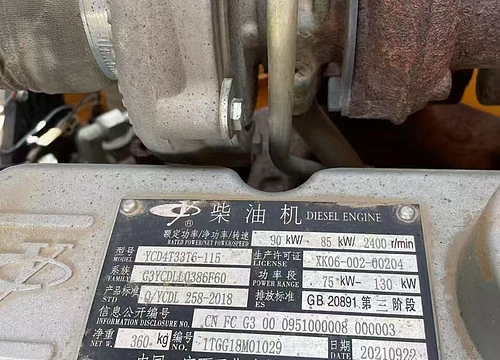 ® 柴油机 DIESEL ENGINE
额定功率/净功率/转速 90 kW· 85 kW/ 2400 r/min
RATED POWER/NET POWER/SPEED
型号 YCD4T33T6-115 生产许可证 XK06-002-00204
MODEL LICENSE
系族 G3YCDLL0386F60 功率段 75 kW- 130 kW
FAMILY POWER RANGE
产品标准 Q/YCDL 258-2018 排放标准 GB 20891.第三阶段
STD ES
信息公开编号 CN FC G3 00 0951000008 000003
INFORMATION DISCLOSURE NO.
净重 360 kg 编号 1TGG18M01029 日期 20210922
NET W. NO. DATE